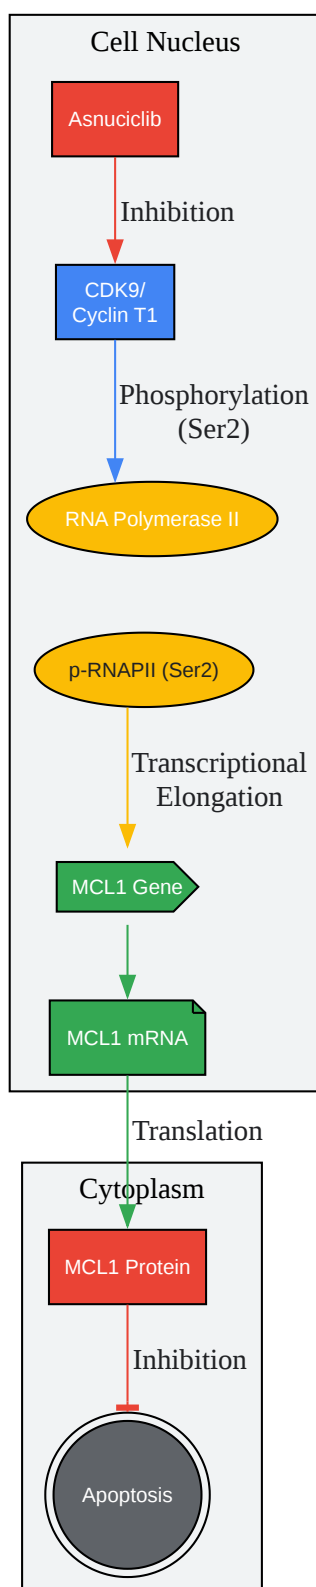 Cell Nucleus
Asnuciclib
Inhibition
CDK9/
Cyclin T1
Phosphorylation
(Ser2)
RNA Polymerase II
p-RNAPII (Ser2)
Transcriptional
Elongation
MCL1 Gene
MCL1 mRNA
Translation
Cytoplasm
MCL1 Protein
Inhibition
Apoptosis